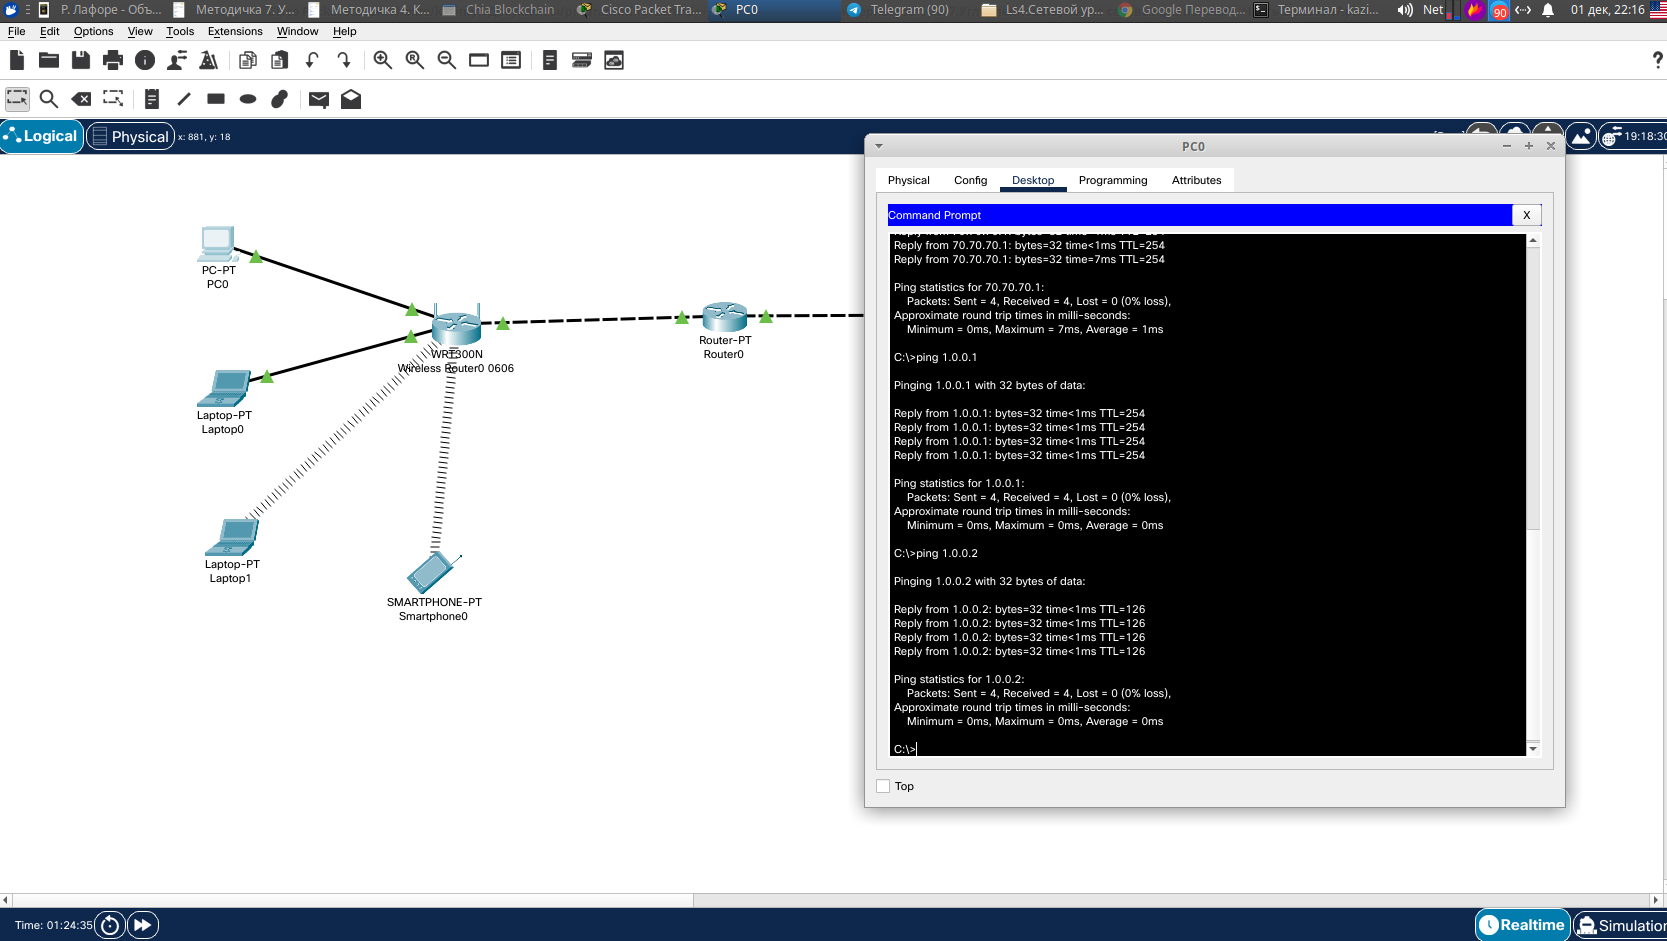 Р. Лафоре - Объ... Методичка 7. У... Методичка 4. К... Chia Blockchain Cisco Packet Tra... PC0 Telegram (90) Ls4.Сетевой ур... Google Перевод... Терминал - kazi... Net 90 01 дек, 22:16
File Edit Options View Tools Extensions Window Help
?
Logical Physical x: 881, y: 18
19:18:30
PC0
Physical Config Desktop Programming Attributes
Command Prompt X
Reply from 70.70.70.1: bytes=32 time<1ms TTL=254
Reply from 70.70.70.1: bytes=32 time=7ms TTL=254
Ping statistics for 70.70.70.1:
Packets: Sent = 4, Received = 4, Lost = 0 (0% loss),
Approximate round trip times in milli-seconds:
Minimum = 0ms, Maximum = 7ms, Average = 1ms
C:\>ping 1.0.0.1
Pinging 1.0.0.1 with 32 bytes of data:
Reply from 1.0.0.1: bytes=32 time<1ms TTL=254
Reply from 1.0.0.1: bytes=32 time<1ms TTL=254
Reply from 1.0.0.1: bytes=32 time<1ms TTL=254
Reply from 1.0.0.1: bytes=32 time<1ms TTL=254
Ping statistics for 1.0.0.1:
Packets: Sent = 4, Received = 4, Lost = 0 (0% loss),
Approximate round trip times in milli-seconds:
Minimum = 0ms, Maximum = 0ms, Average = 0ms
C:\>ping 1.0.0.2
Pinging 1.0.0.2 with 32 bytes of data:
Reply from 1.0.0.2: bytes=32 time<1ms TTL=126
Reply from 1.0.0.2: bytes=32 time<1ms TTL=126
Reply from 1.0.0.2: bytes=32 time<1ms TTL=126
Reply from 1.0.0.2: bytes=32 time<1ms TTL=126
Ping statistics for 1.0.0.2:
Packets: Sent = 4, Received = 4, Lost = 0 (0% loss),
Approximate round trip times in milli-seconds:
Minimum = 0ms, Maximum = 0ms, Average = 0ms
C:\>
Top
PC-PT
PC0
WRT300N
Wireless Router0 0606
Router-PT
Router0
Laptop-PT
Laptop0
Laptop-PT
Laptop1
SMARTPHONE-PT
Smartphone0
Time: 01:24:35
Realtime Simulation